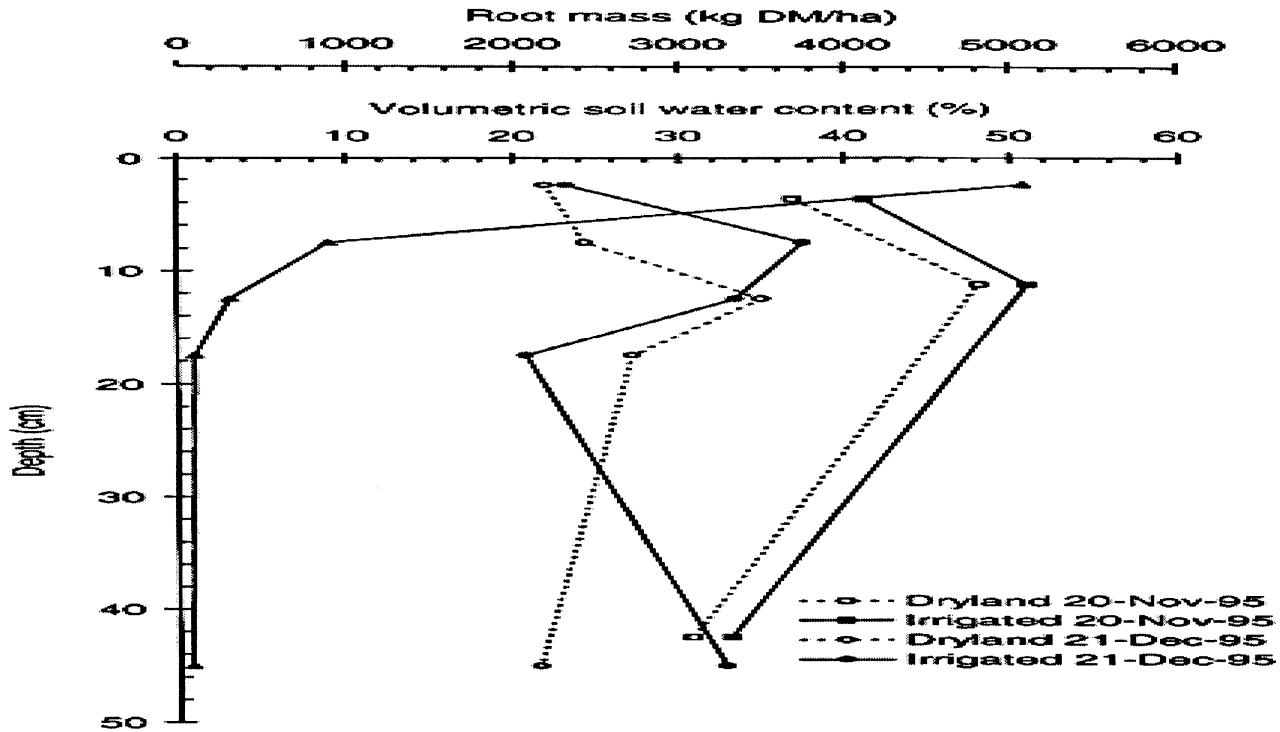 Root mass (kg DM/ha)
0 1000 2000 3000 4000 5000 6000
Volumetric soil water content (%)
0 10 20 30 40 50 60
0
10
20
30
40
50
Depth (cm)
Dryland 20-Nov-95
Irrigated 20-Nov-95
Dryland 21-Dec-95
Irrigated 21-Dec-95